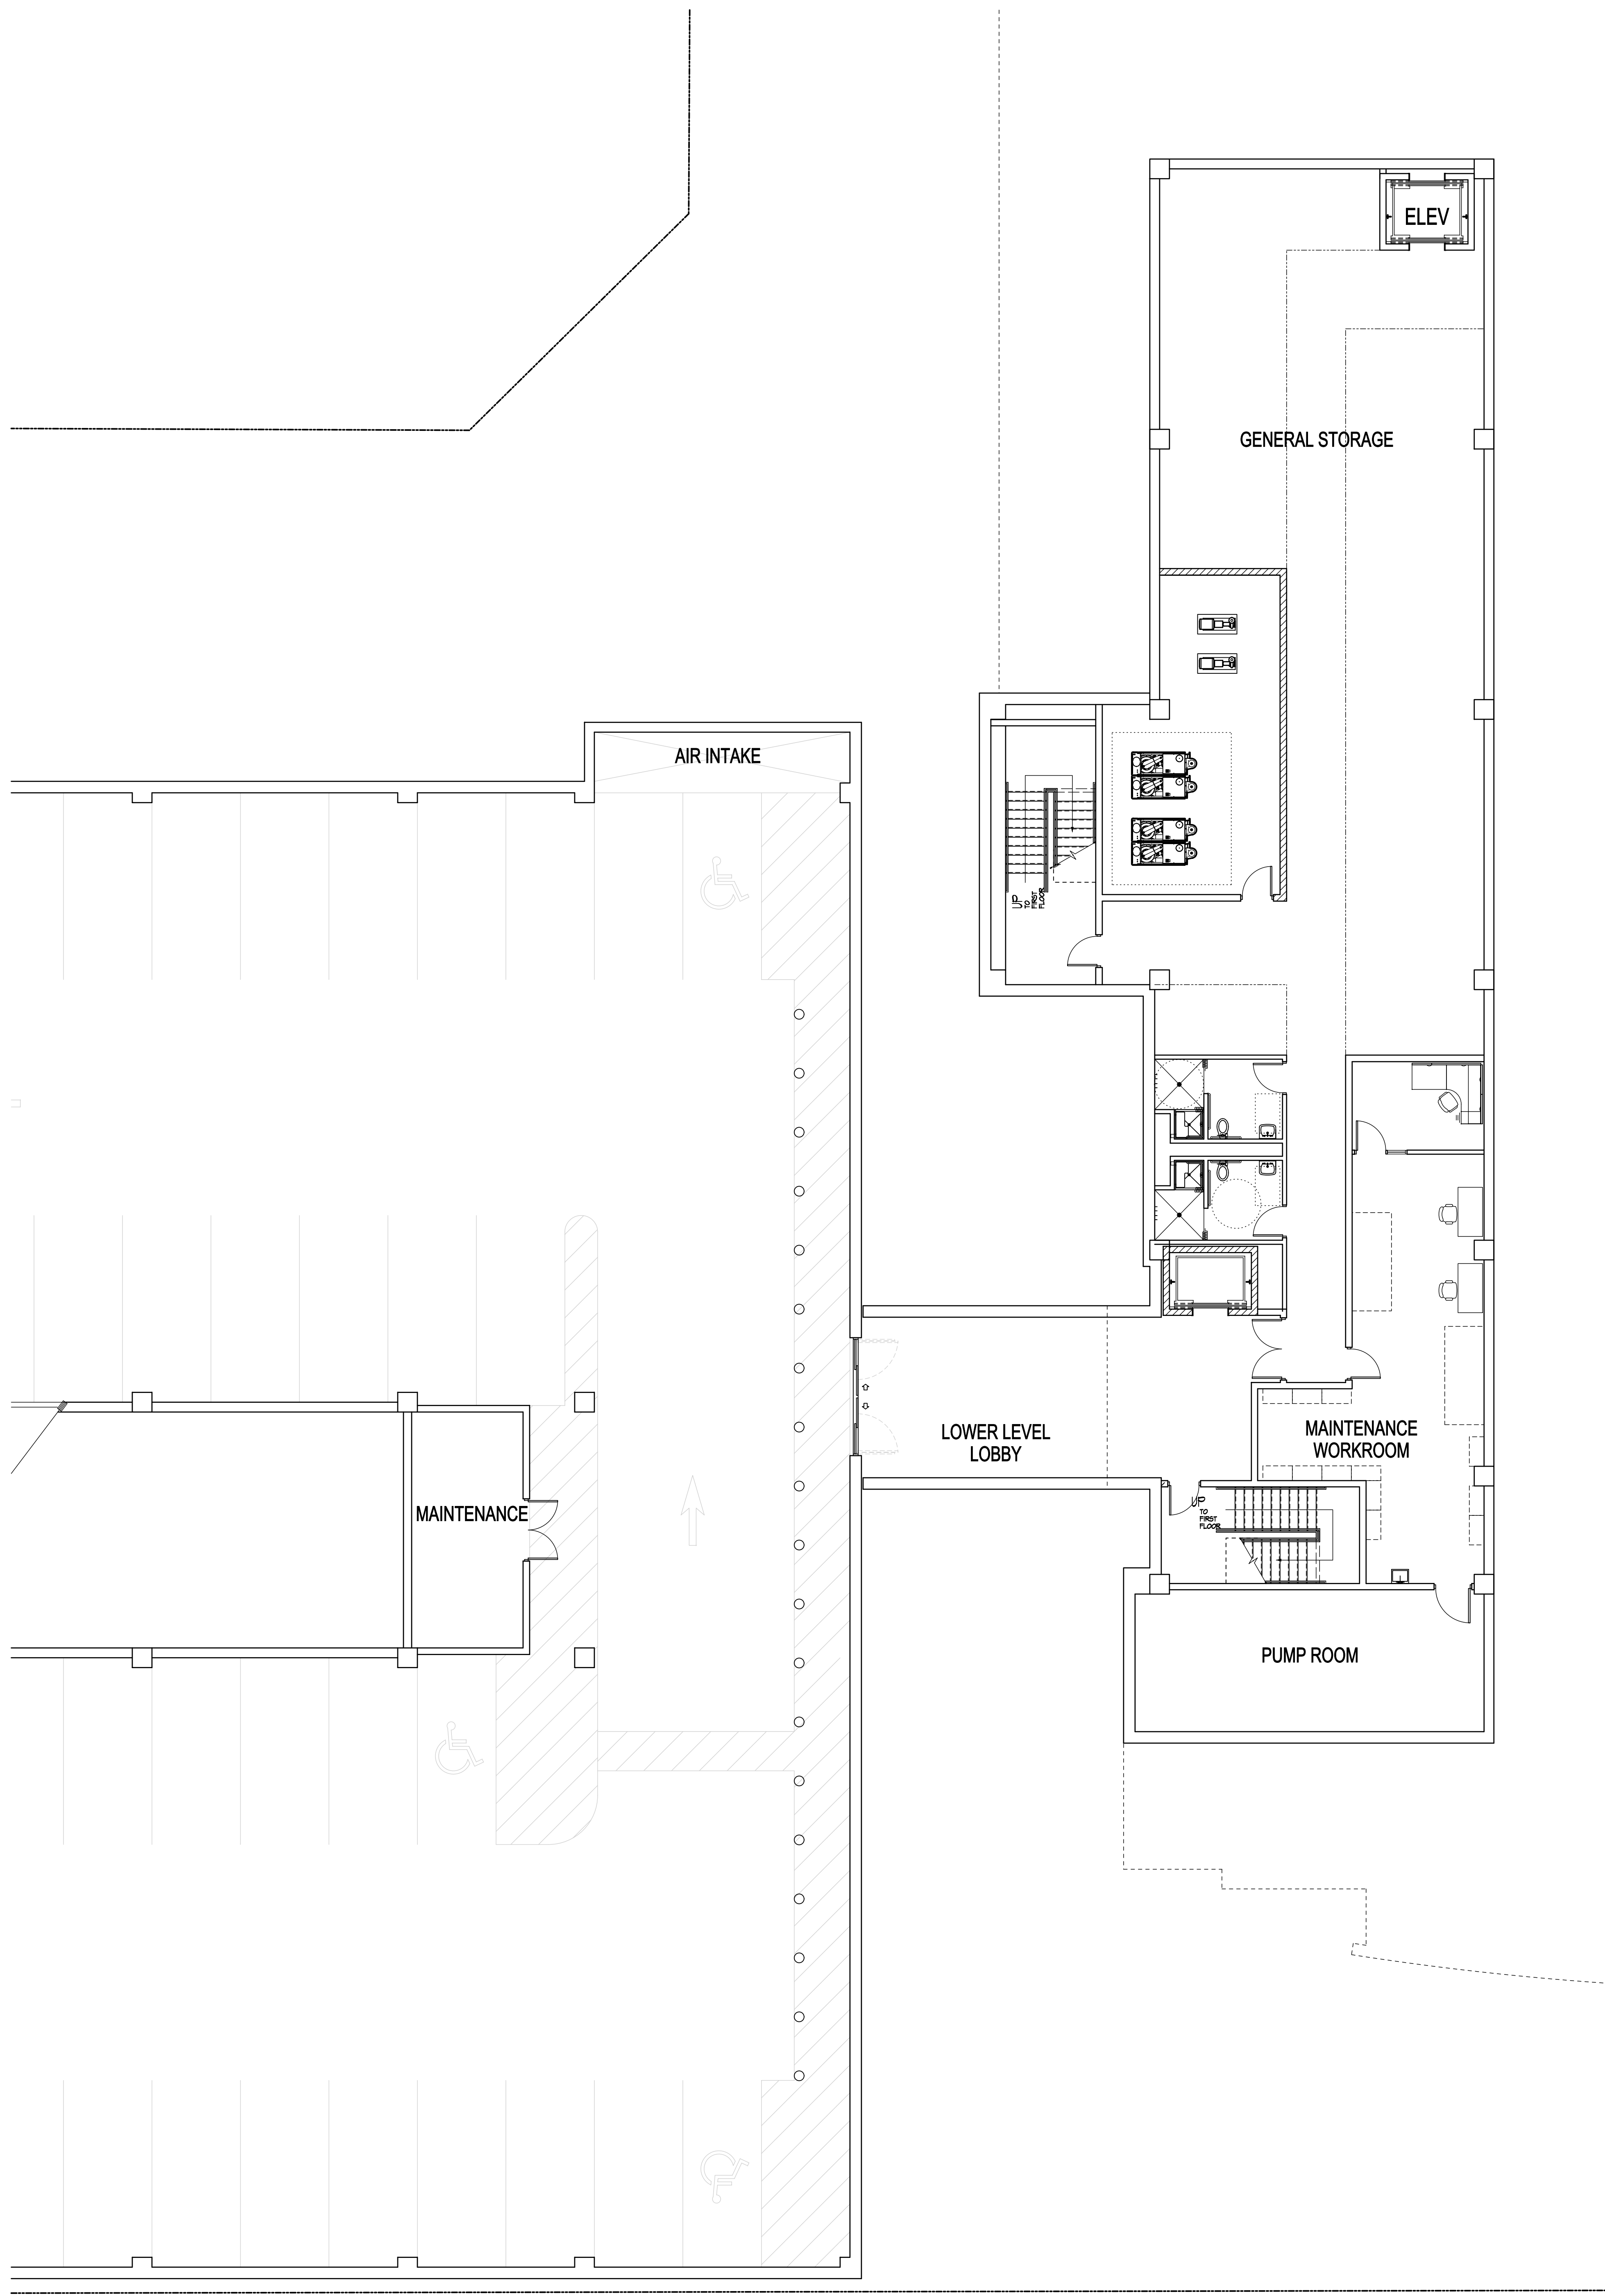 ELEV
GENERAL STORAGE
AIR INTAKE
UP
TO
FIRST
FLOOR
LOWER LEVEL
LOBBY
MAINTENANCE
WORKROOM
MAINTENANCE
UP
TO
FIRST
FLOOR
PUMP ROOM